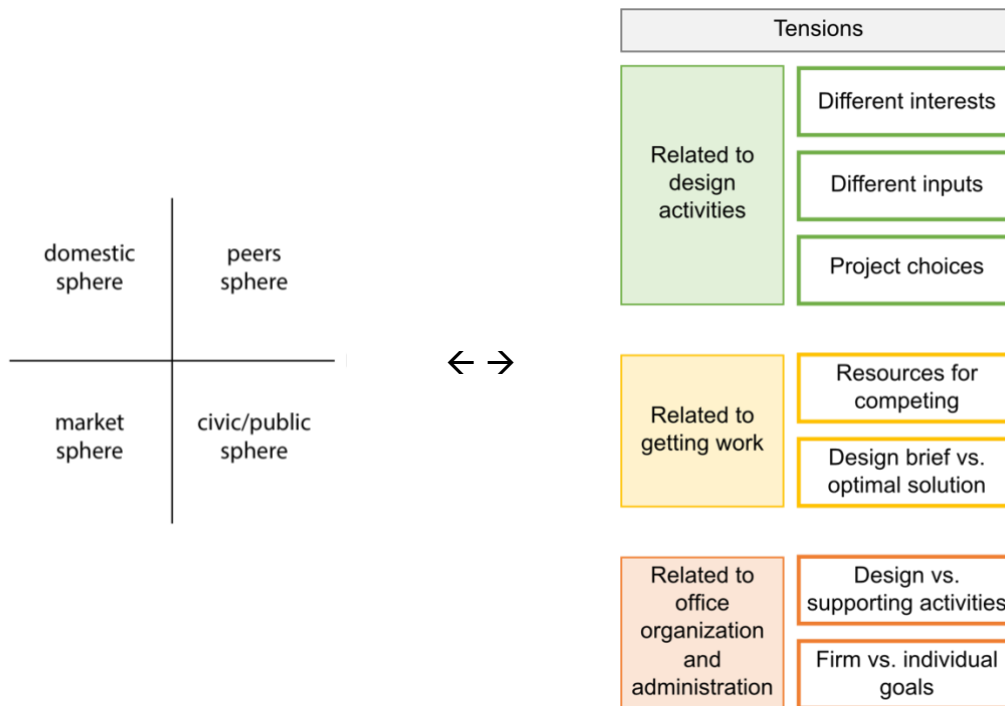 domestic
sphere
peers
sphere
market
sphere
civic/public
sphere
← →
Tensions
Related to
design
activities
Different interests
Different inputs
Project choices
Related to
getting work
Resources for
competing
Design brief vs.
optimal solution
Related to
office
organization
and
administration
Design vs.
supporting activities
Firm vs. individual
goals